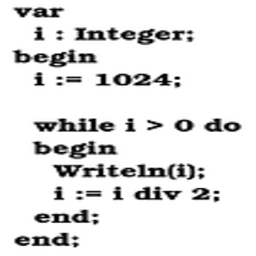 var
i : Integer;
begin
i := 1024;
while i > 0 do
begin
Writeln(i);
i := i div 2;
end;
end;